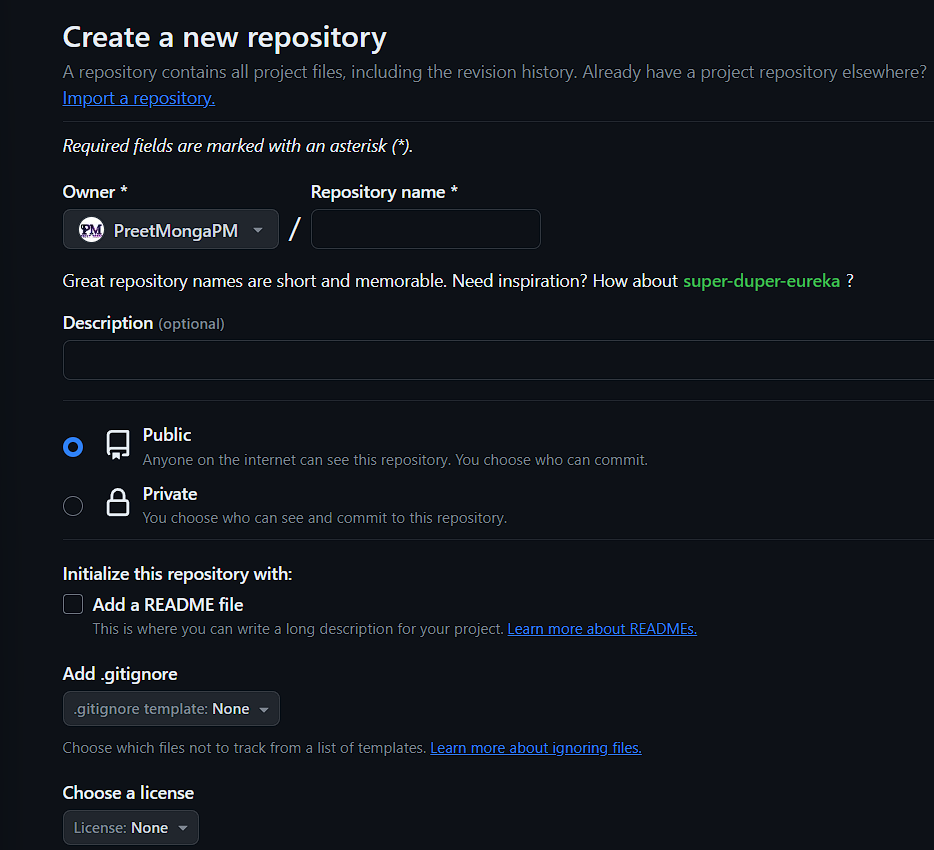 Create a new repository
A repository contains all project files, including the revision history. Already have a project repository elsewhere?
Import a repository.
Required fields are marked with an asterisk (*).
Owner *
Repository name *
PM
PreetMongaPM
/
Great repository names are short and memorable. Need inspiration? How about super-duper-eureka ?
Description (optional)
Public
Anyone on the internet can see this repository. You choose who can commit.
Private
You choose who can see and commit to this repository.
Initialize this repository with:
Add a README file
This is where you can write a long description for your project. Learn more about READMEs.
Add .gitignore
.gitignore template: None
Choose which files not to track from a list of templates. Learn more about ignoring files.
Choose a license
License: None